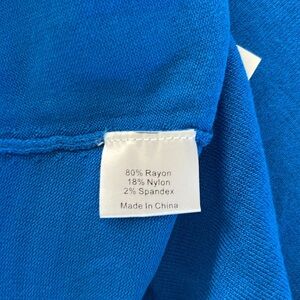 80% Rayon
18% Nylon
2% Spandex
Made In China